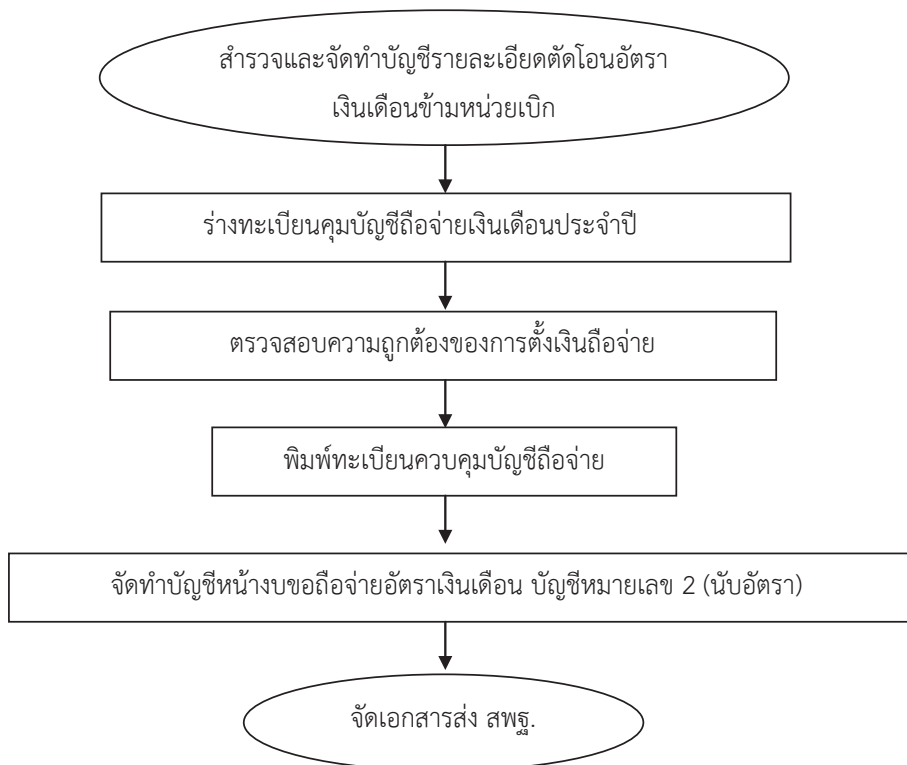 สำรวจและจัดทำบัญชีรายละเอียดตัดโอนอัตรา
เงินเดือนข้ามหน่วยเบิก
ร่างทะเบียนคุมบัญชีถือจ่ายเงินเดือนประจำปี
ตรวจสอบความถูกต้องของการตั้งเงินถือจ่าย
พิมพ์ทะเบียนควบคุมบัญชีถือจ่าย
จัดทำบัญชีหน้างบขอถือจ่ายอัตราเงินเดือน บัญชีหมายเลข 2 (นับอัตรา)
จัดเอกสารส่ง สพฐ.